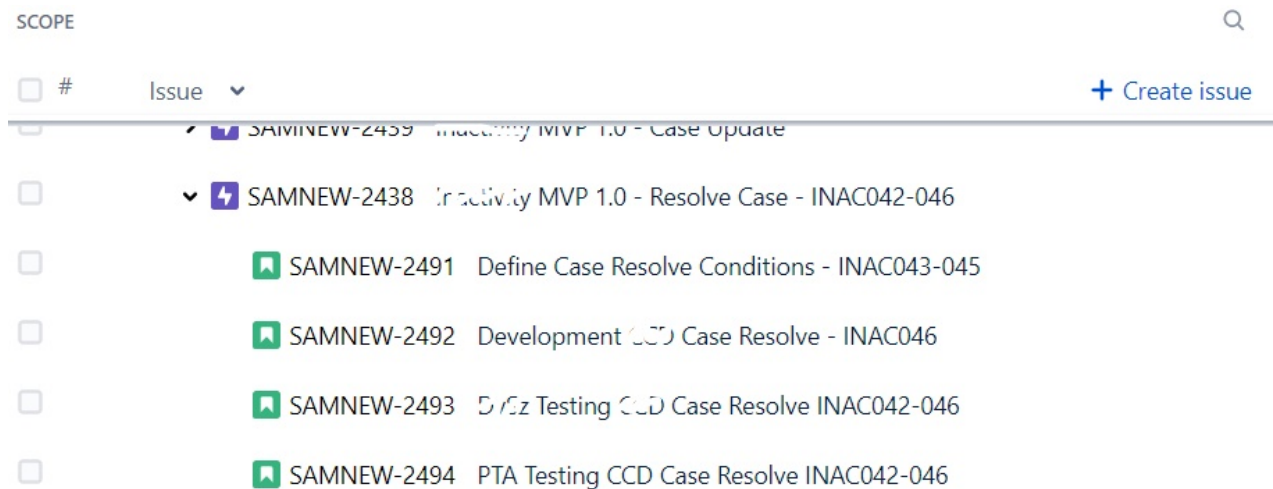 SCOPE
# Issue + Create issue
SAMNEW-2439 MVP 1.0 - Case Update
SAMNEW-2438 MVP 1.0 - Resolve Case - INAC042-046
SAMNEW-2491 Define Case Resolve Conditions - INAC043-045
SAMNEW-2492 Development CCD Case Resolve - INAC046
SAMNEW-2493 Testing CCD Case Resolve INAC042-046
SAMNEW-2494 PTA Testing CCD Case Resolve INAC042-046